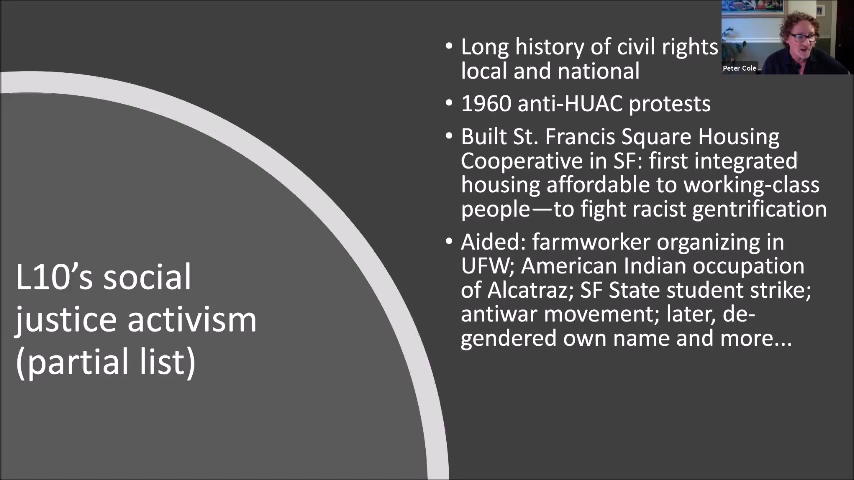 • Long history of civil rights
local and national
Peter Cole
• 1960 anti-HUAC protests
• Built St. Francis Square Housing
Cooperative in SF: first integrated
housing affordable to working-class
people—to fight racist gentrification
• Aided: farmworker organizing in
UFW; American Indian occupation
of Alcatraz; SF State student strike;
antiwar movement; later, de-
gendered own name and more...
L10’s social
justice activism
(partial list)